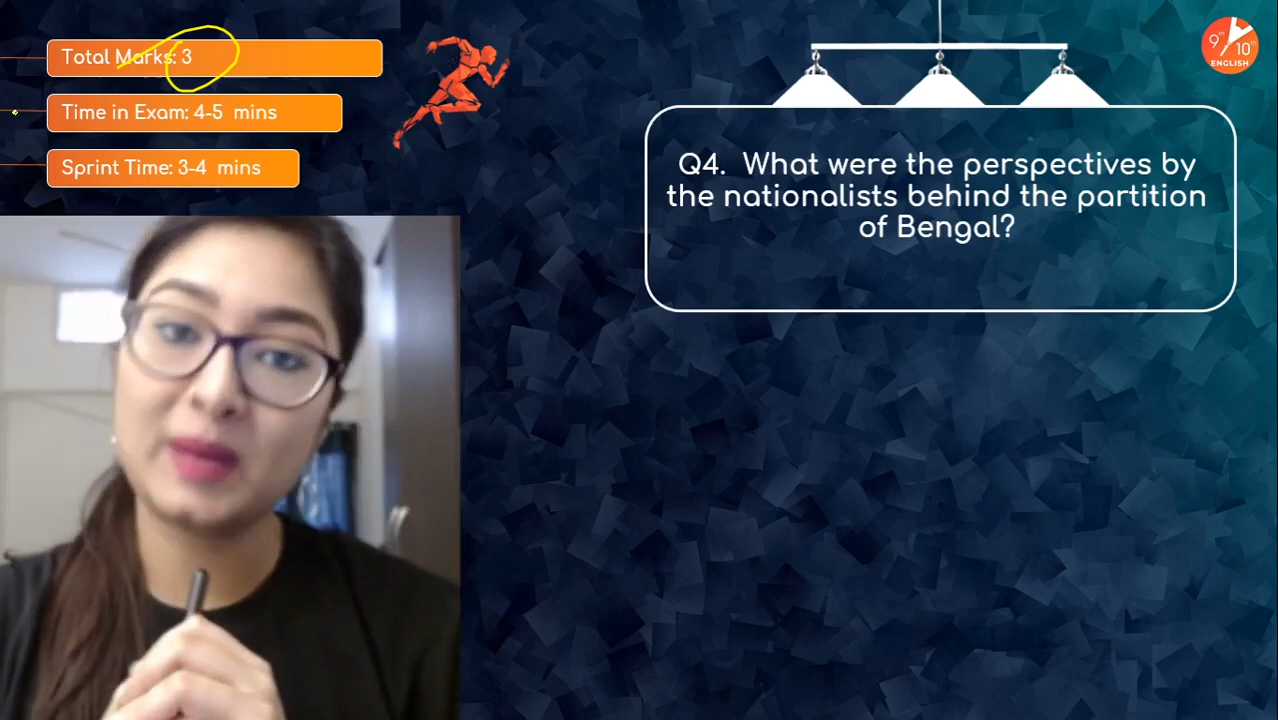 Total Marks: 3
Time in Exam: 4-5 mins
Sprint Time: 3-4 mins
9th 10th
ENGLISH
Q4. What were the perspectives by
the nationalists behind the partition
of Bengal?